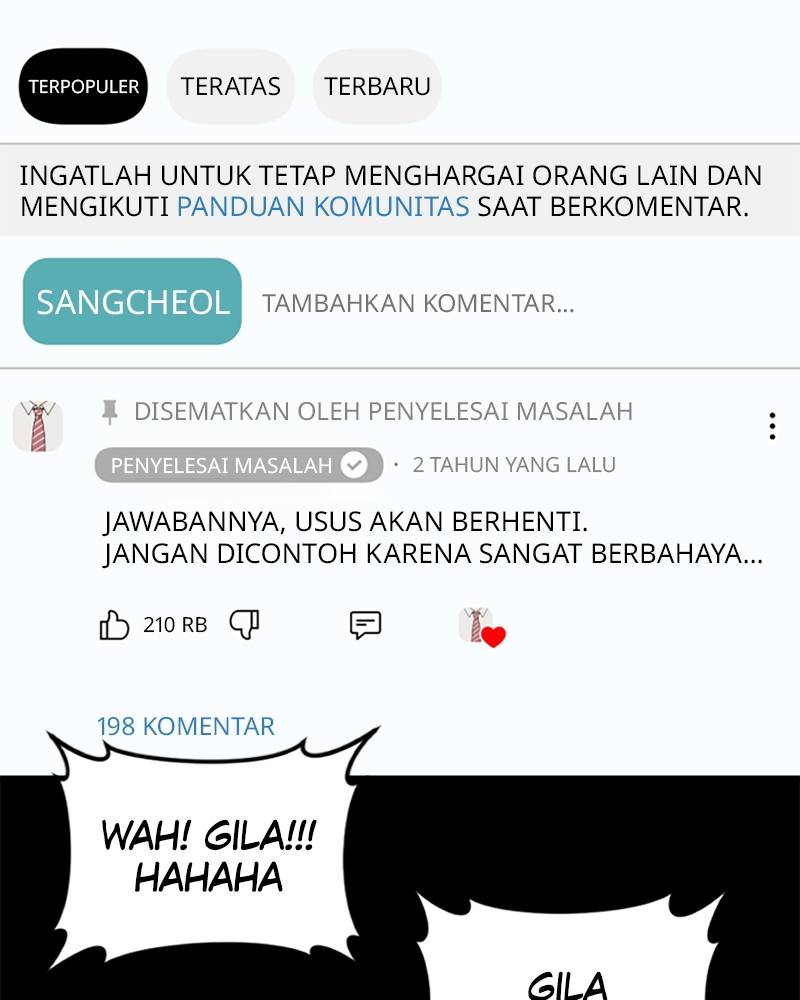 TERPOPULER TERATAS TERBARU
INGATLAH UNTUK TETAP MENGHARGAI ORANG LAIN DAN
MENGIKUTI PANDUAN KOMUNITAS SAAT BERKOMENTAR.
SANGCHEOL TAMBAHKAN KOMENTAR...
DISEMATKAN OLEH PENYELESAI MASALAH
PENYELESAI MASALAH · 2 TAHUN YANG LALU
JAWABANNYA, USUS AKAN BERHENTI.
JANGAN DICONTOH KARENA SANGAT BERBAHAYA...
210 RB
198 KOMENTAR
WAH! GILA!!!
HAHAHA
GILA